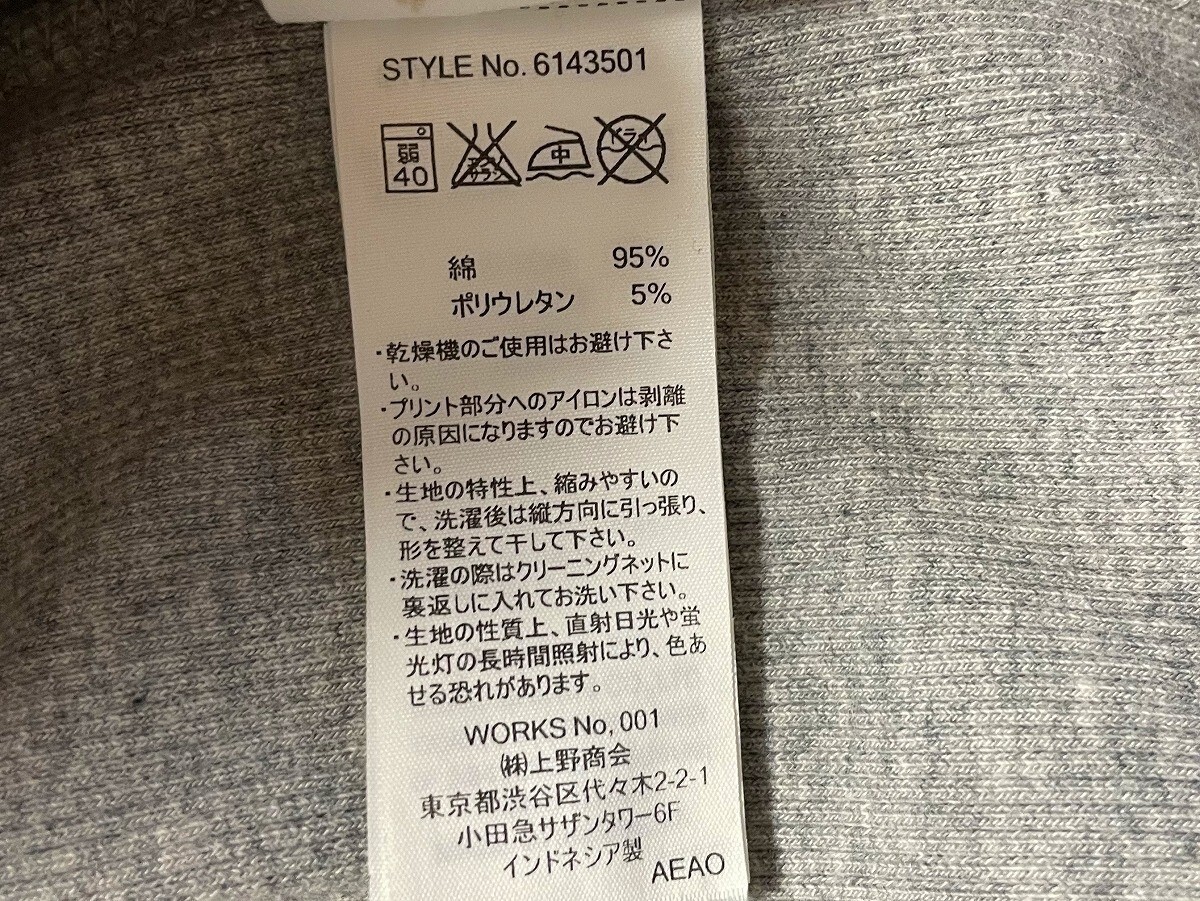 STYLE No. 6143501
弱
40
エンソ
サラシ
中
ドライ
綿 95%
ポリウレタン 5%
・乾燥機のご使用はお避け下さ
い。
・プリント部分へのアイロンは剥離
の原因になりますのでお避け下
さい。
・生地の特性上、縮みやすいの
で、洗濯後は縦方向に引っ張り、
形を整えて干して下さい。
・洗濯の際はクリーニングネットに
裏返しに入れてお洗い下さい。
・生地の性質上、直射日光や蛍
光灯の長時間照射により、色あ
せる恐れがあります。
WORKS No, 001
㈱上野商会
東京都渋谷区代々木2-2-1
小田急サザンタワー6F
インドネシア製
AEAO